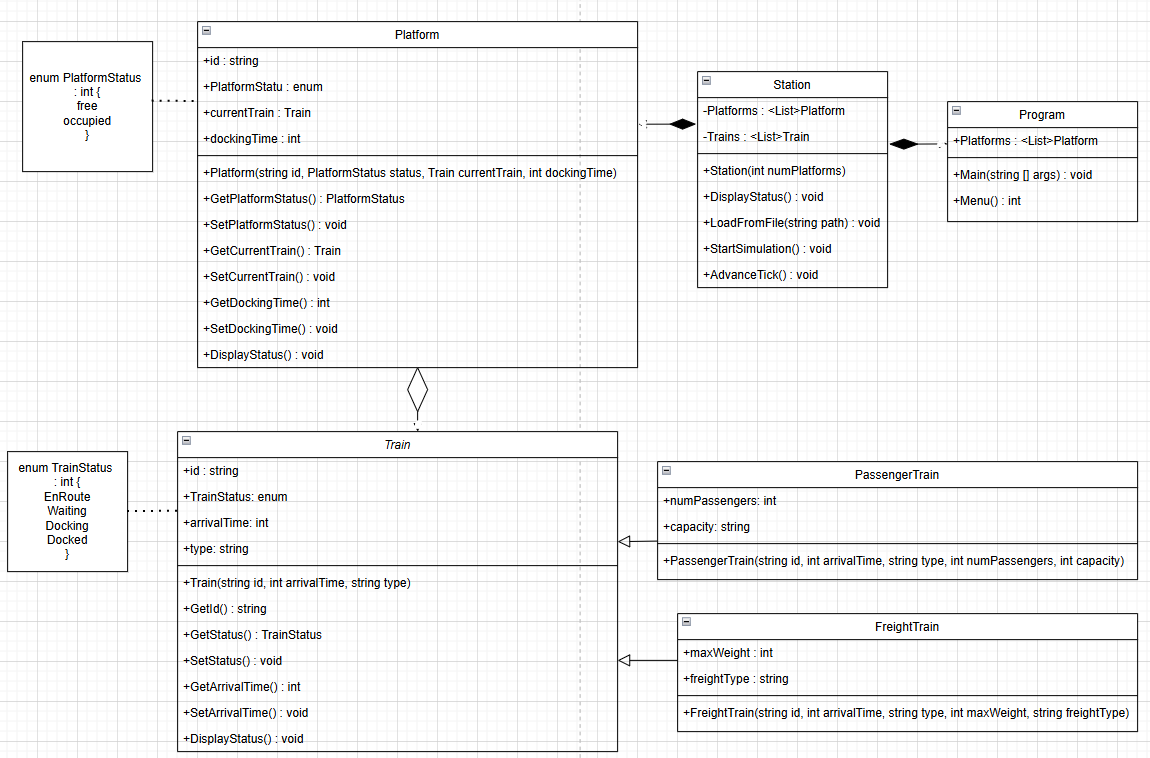 enum PlatformStatus
: int {
free
occupied
}
Platform
+id : string
+PlatformStatu : enum
+currentTrain : Train
+dockingTime : int
+Platform(string id, PlatformStatus status, Train currentTrain, int dockingTime)
+GetPlatformStatus() : PlatformStatus
+SetPlatformStatus() : void
+GetCurrentTrain() : Train
+SetCurrentTrain() : void
+GetDockingTime() : int
+SetDockingTime() : void
+DisplayStatus() : void
Station
-Platforms : <List>Platform
-Trains : <List>Train
+Station(int numPlatforms)
+DisplayStatus() : void
+LoadFromFile(string path) : void
+StartSimulation() : void
+AdvanceTick() : void
Program
+Platforms : <List>Platform
+Main(string [] args) : void
+Menu() : int
enum TrainStatus
: int {
EnRoute
Waiting
Docking
Docked
}
Train
+id : string
+TrainStatus: enum
+arrivalTime: int
+type: string
+Train(string id, int arrivalTime, string type)
+GetId() : string
+GetStatus() : TrainStatus
+SetStatus() : void
+GetArrivalTime() : int
+SetArrivalTime() : void
+DisplayStatus() : void
PassengerTrain
+numPassengers: int
+capacity: string
+PassengerTrain(string id, int arrivalTime, string type, int numPassengers, int capacity)
FreightTrain
+maxWeight : int
+freightType : string
+FreightTrain(string id, int arrivalTime, string type, int maxWeight, string freightType)